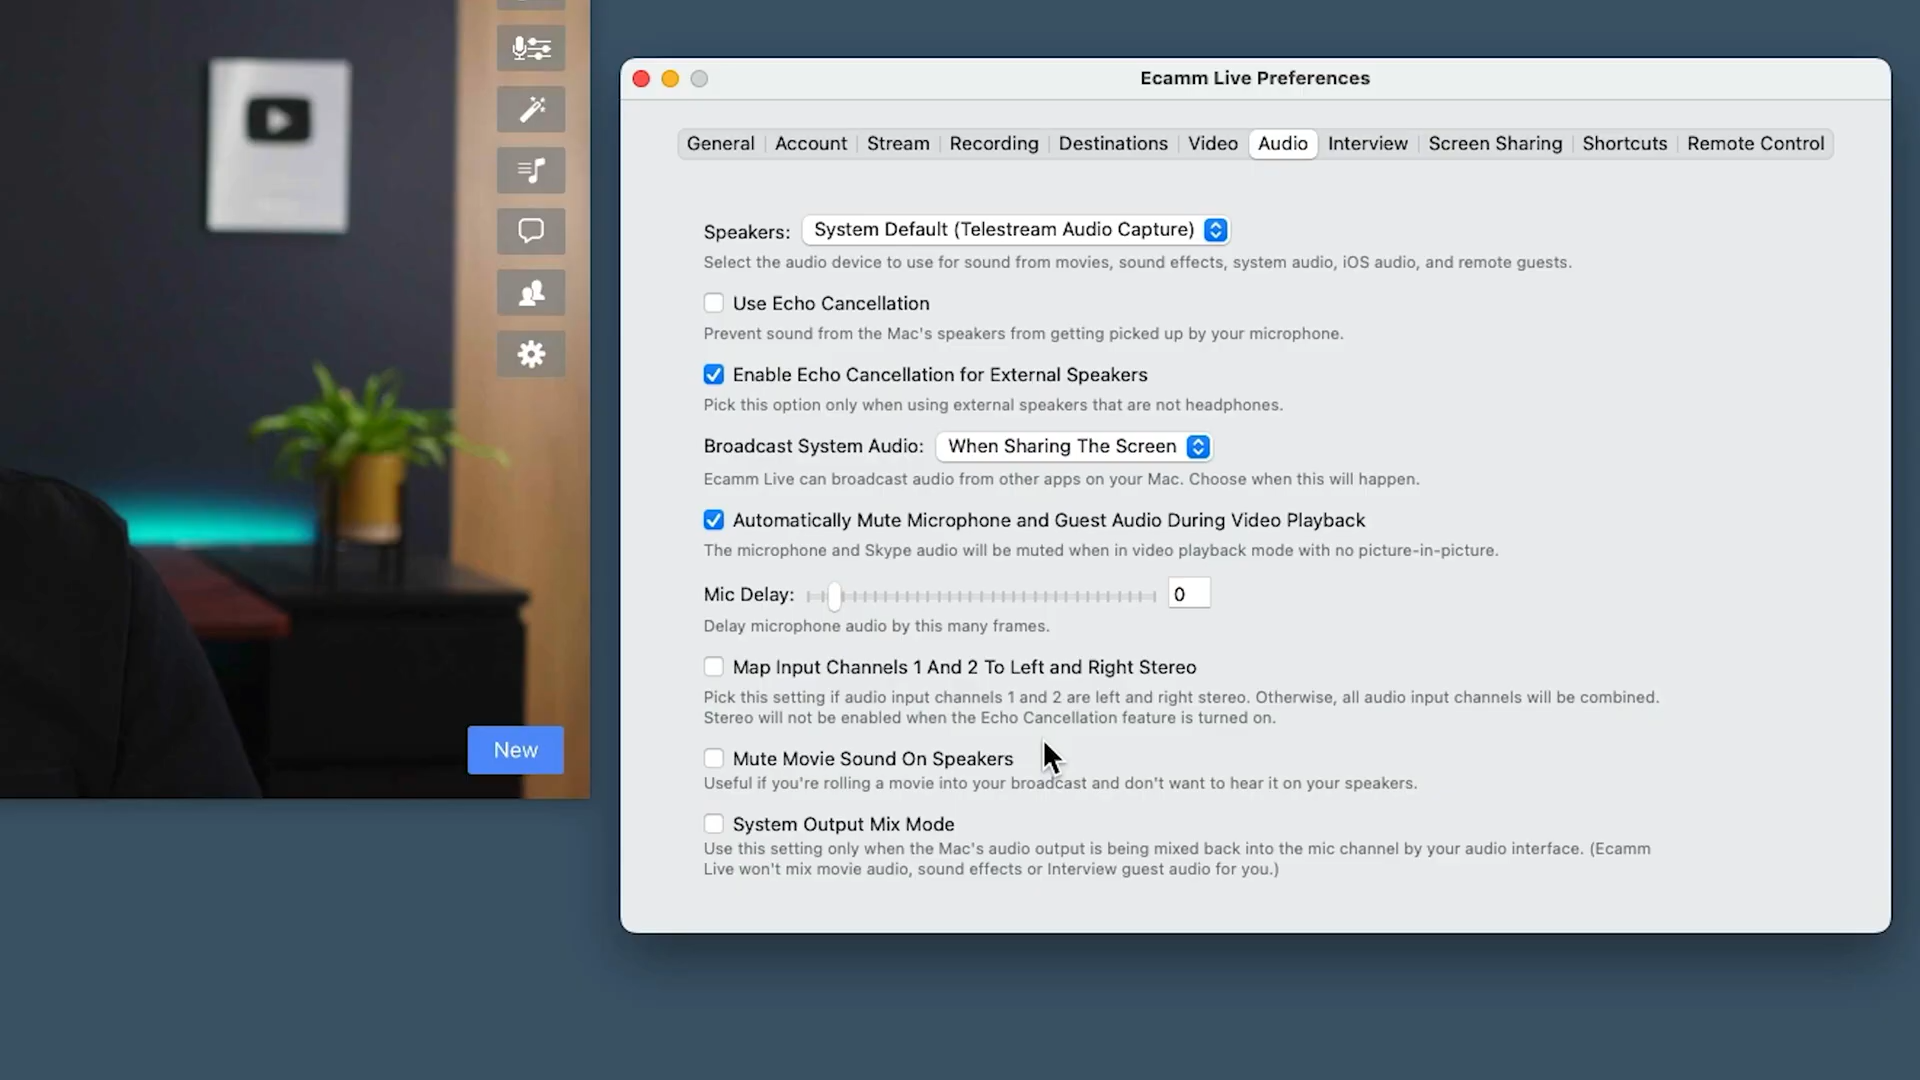 Ecamm Live Preferences
General
Account
Stream
Recording
Destinations
Video
Audio
Interview
Screen Sharing
Shortcuts
Remote Control
Speakers: System Default (Telestream Audio Capture)
Select the audio device to use for sound from movies, sound effects, system audio, iOS audio, and remote guests.
Use Echo Cancellation
Prevent sound from the Mac's speakers from getting picked up by your microphone.
Enable Echo Cancellation for External Speakers
Pick this option only when using external speakers that are not headphones.
Broadcast System Audio: When Sharing The Screen
Ecamm Live can broadcast audio from other apps on your Mac. Choose when this will happen.
Automatically Mute Microphone and Guest Audio During Video Playback
The microphone and Skype audio will be muted when in video playback mode with no picture-in-picture.
Mic Delay: 0
Delay microphone audio by this many frames.
Map Input Channels 1 And 2 To Left and Right Stereo
Pick this setting if audio input channels 1 and 2 are left and right stereo. Otherwise, all audio input channels will be combined.
Stereo will not be enabled when the Echo Cancellation feature is turned on.
Mute Movie Sound On Speakers
Useful if you're rolling a movie into your broadcast and don't want to hear it on your speakers.
System Output Mix Mode
Use this setting only when the Mac's audio output is being mixed back into the mic channel by your audio interface. (Ecamm
Live won't mix movie audio, sound effects or Interview guest audio for you.)
New